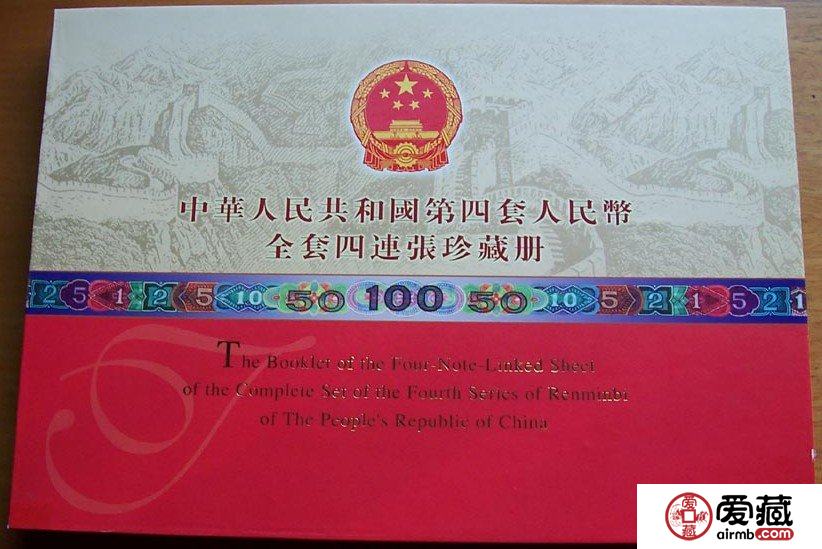 中華人民共和國第四套人民幣
全套四連張珍藏册
2 5 1 2 5 10 50 100 50 10 5 2 1 5 2 1
The Booklet of the Four-Note-Linked Sheet
of the Complete Set of the Fourth Series of Renminbi
of The People's Republic of China
爱藏
airmb.com